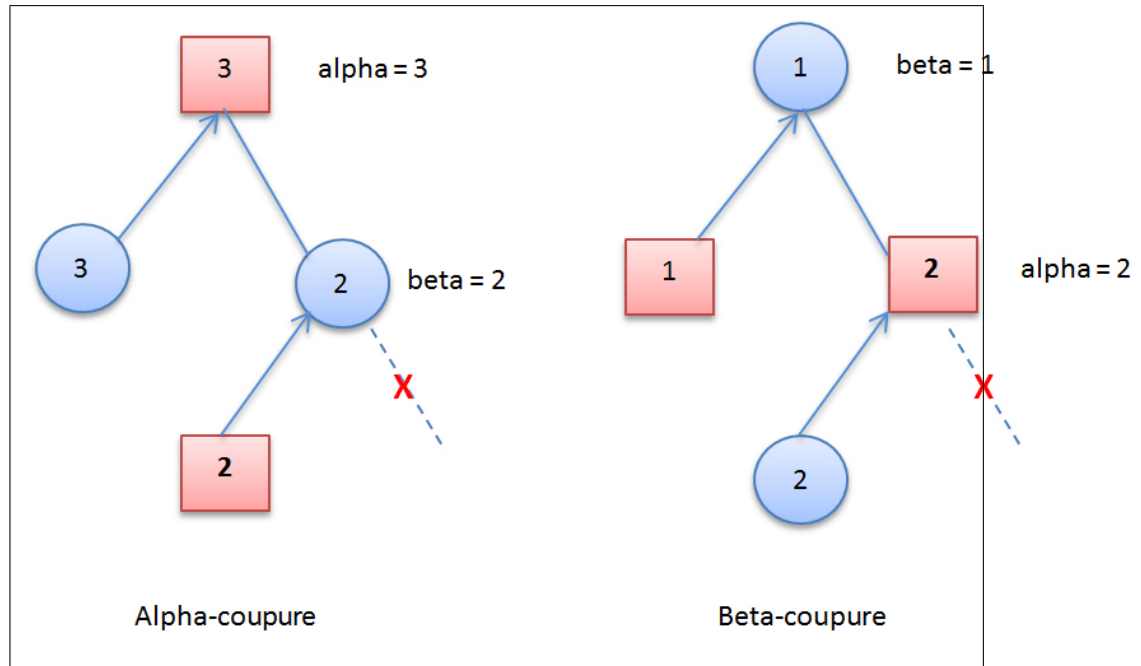 3
alpha = 3
3
2
beta = 2
X
2
Alpha-coupure
1
beta = 1
1
2
alpha = 2
X
2
Beta-coupure